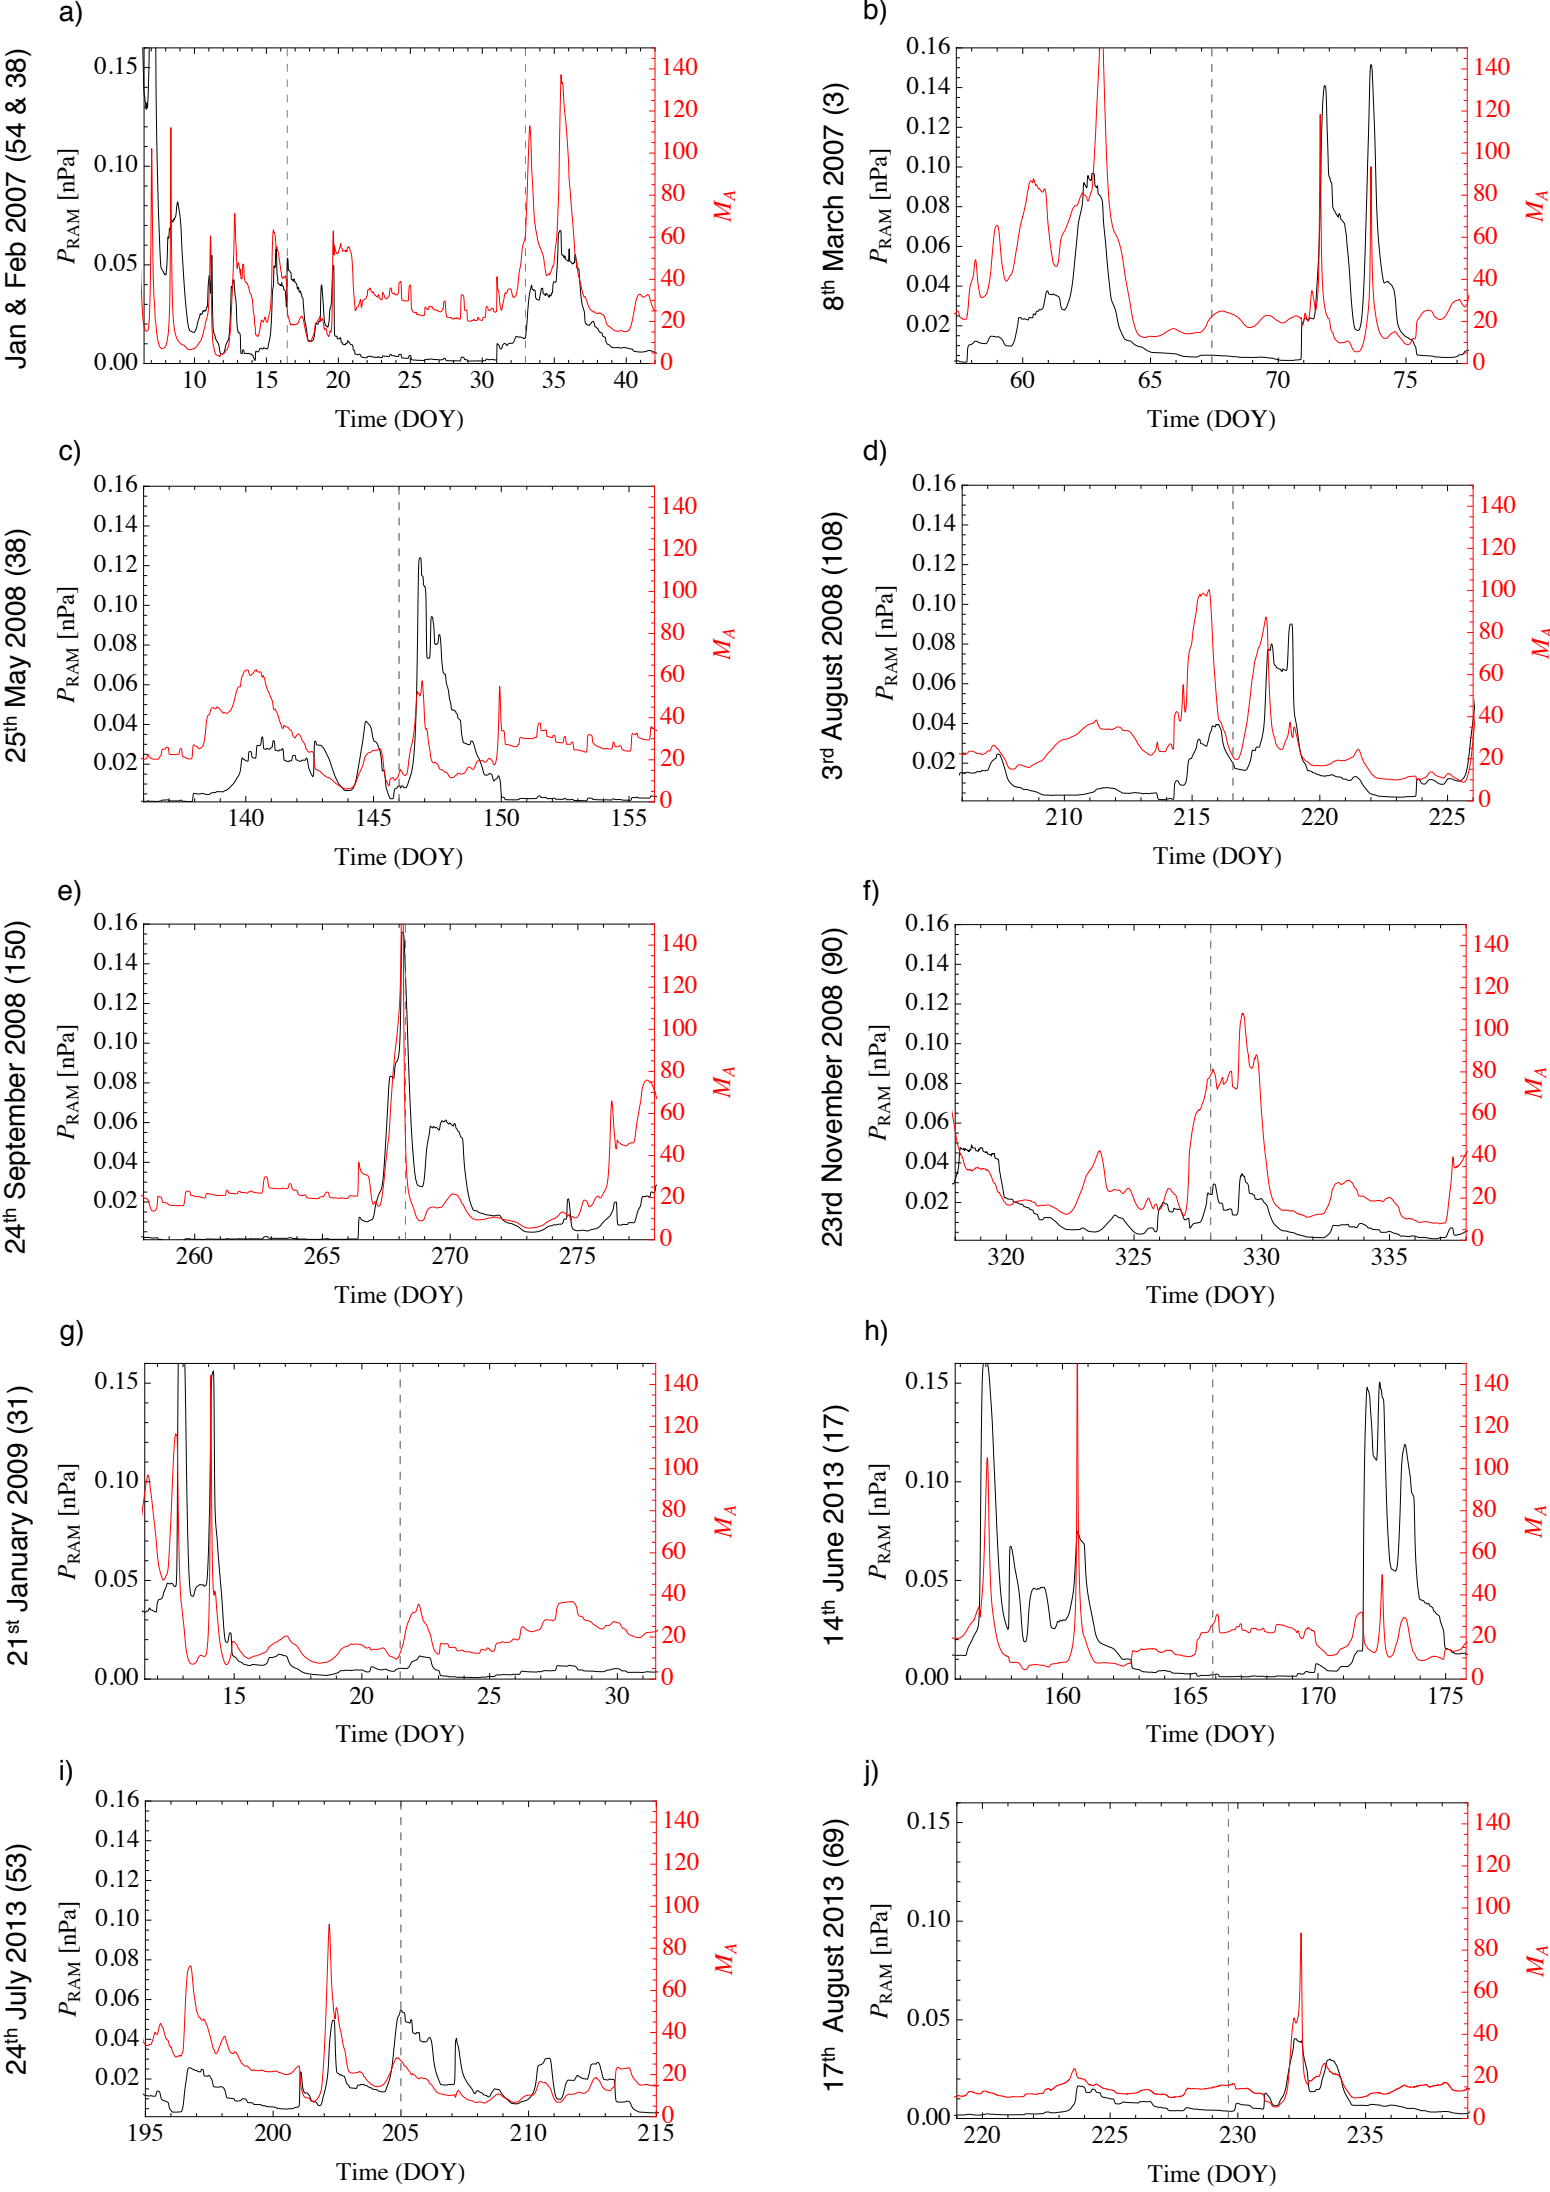 a)
Jan & Feb 2007 (54 & 38)
P_RAM [nPa]
0.15
0.10
0.05
0.00
140
120
100
80
60
40
20
0
M_A
10 15 20 25 30 35 40
Time (DOY)
b)
8th March 2007 (3)
P_RAM [nPa]
0.16
0.14
0.12
0.10
0.08
0.06
0.04
0.02
140
120
100
80
60
40
20
0
M_A
60 65 70 75
Time (DOY)
c)
25th May 2008 (38)
P_RAM [nPa]
0.16
0.14
0.12
0.10
0.08
0.06
0.04
0.02
140
120
100
80
60
40
20
0
M_A
140 145 150 155
Time (DOY)
d)
3rd August 2008 (108)
P_RAM [nPa]
0.16
0.14
0.12
0.10
0.08
0.06
0.04
0.02
140
120
100
80
60
40
20
0
M_A
210 215 220 225
Time (DOY)
e)
24th September 2008 (150)
P_RAM [nPa]
0.16
0.14
0.12
0.10
0.08
0.06
0.04
0.02
140
120
100
80
60
40
20
0
M_A
260 265 270 275
Time (DOY)
f)
23rd November 2008 (90)
P_RAM [nPa]
0.16
0.14
0.12
0.10
0.08
0.06
0.04
0.02
140
120
100
80
60
40
20
0
M_A
320 325 330 335
Time (DOY)
g)
21st January 2009 (31)
P_RAM [nPa]
0.15
0.10
0.05
0.00
140
120
100
80
60
40
20
0
M_A
15 20 25 30
Time (DOY)
h)
14th June 2013 (17)
P_RAM [nPa]
0.15
0.10
0.05
0.00
140
120
100
80
60
40
20
0
M_A
160 165 170 175
Time (DOY)
i)
24th July 2013 (53)
P_RAM [nPa]
0.16
0.14
0.12
0.10
0.08
0.06
0.04
0.02
140
120
100
80
60
40
20
0
M_A
195 200 205 210 215
Time (DOY)
j)
17th August 2013 (69)
P_RAM [nPa]
0.15
0.10
0.05
0.00
140
120
100
80
60
40
20
0
M_A
220 225 230 235
Time (DOY)